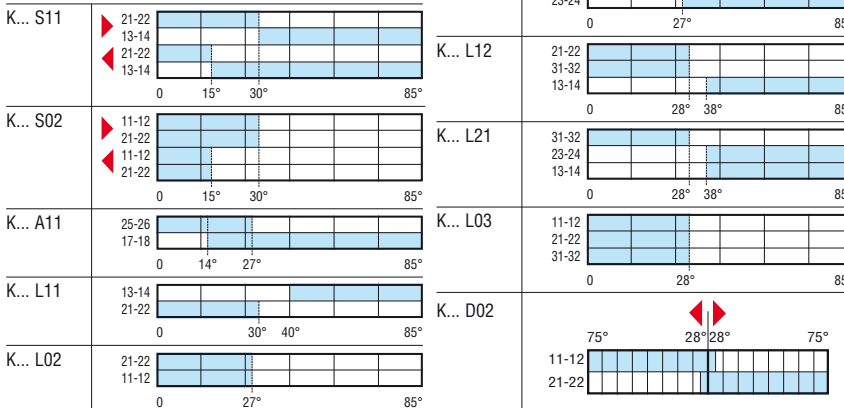 K... S11
21-22
13-14
21-22
13-14
0 15° 30° 85°
K... S02
11-12
21-22
11-12
21-22
0 15° 30° 85°
K... A11
25-26
17-18
0 14° 27° 85°
K... L11
13-14
21-22
0 30° 40° 85°
K... L02
21-22
11-12
0 27° 85°
23-24
0 27° 85
K... L12
21-22
31-32
13-14
0 28° 38° 85
K... L21
31-32
23-24
13-14
0 28° 38° 85
K... L03
11-12
21-22
31-32
0 28° 85
K... D02
75° 28° 28° 75°
11-12
21-22